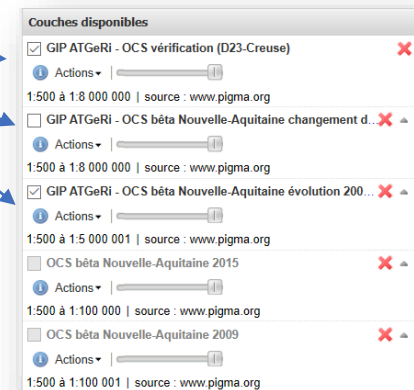 Couches disponibles
GIP ATGeRi - OCS vérification (D23-Creuse)
Actions
1:500 à 1:8 000 000 | source : www.pigma.org
GIP ATGeRi - OCS bêta Nouvelle-Aquitaine changement d...
Actions
1:500 à 1:8 000 000 | source : www.pigma.org
GIP ATGeRi - OCS bêta Nouvelle-Aquitaine évolution 200...
Actions
1:500 à 1:5 000 001 | source : www.pigma.org
OCS bêta Nouvelle-Aquitaine 2015
Actions
1:500 à 1:100 000 | source : www.pigma.org
OCS bêta Nouvelle-Aquitaine 2009
Actions
1:500 à 1:100 001 | source : www.pigma.org